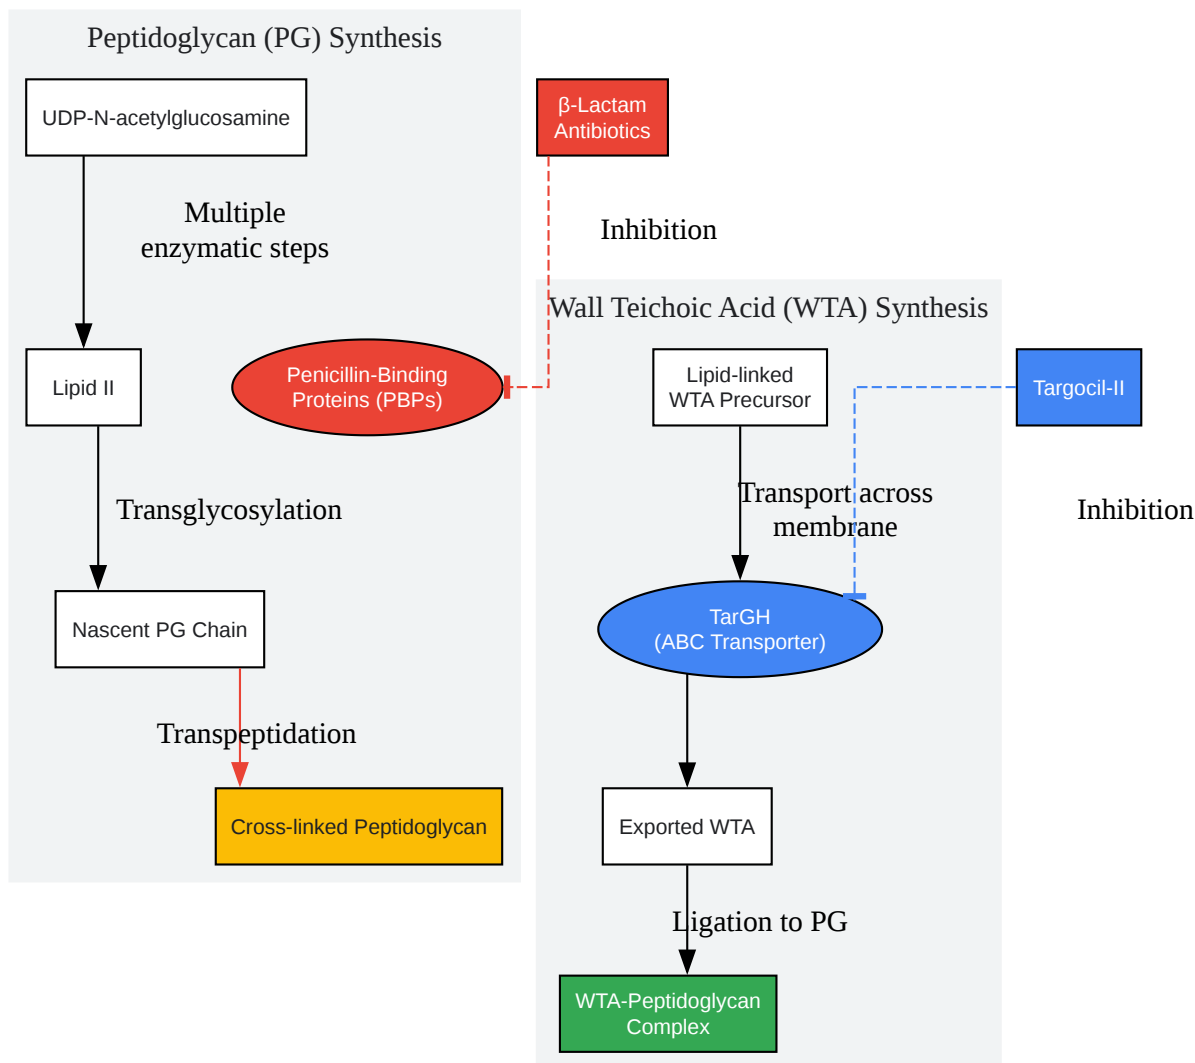 Peptidoglycan (PG) Synthesis
UDP-N-acetylglucosamine
β-Lactam
Antibiotics
Multiple
enzymatic steps
Inhibition
Wall Teichoic Acid (WTA) Synthesis
Lipid II
Penicillin-Binding
Proteins (PBPs)
Lipid-linked
WTA Precursor
Targocil-II
Transglycosylation
Transport across
membrane
Inhibition
Nascent PG Chain
TarGH
(ABC Transporter)
Transpeptidation
Cross-linked Peptidoglycan
Exported WTA
Ligation to PG
WTA-Peptidoglycan
Complex